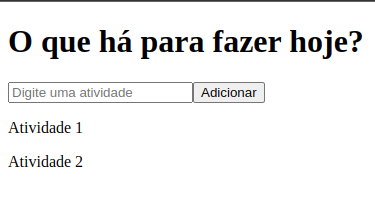 O que há para fazer hoje?
Digite uma atividade Adicionar
Atividade 1
Atividade 2